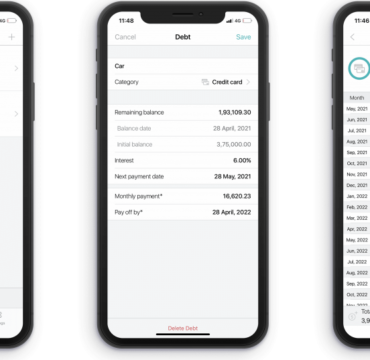 4G
11:48
4G
Cancel
Debt
Save
Car
Category
Credit card
Remaining balance
1,93,109.30
Balance date
28 April, 2021
Initial balance
3,75,000.00
Interest
6.00%
Next payment date
28 May, 2021
Monthly payment*
16,620.23
Pay off by*
28 April, 2022
Delete Debt
11:46
Month
May, 2021
Jun, 2021
Jul, 2021
Aug, 2021
Sep, 2021
Oct, 2021
Nov, 2021
Dec, 2021
Jan, 2022
Feb, 2022
Mar, 2022
Apr, 2022
May, 2022
Jun, 2022
Jul, 2022
Aug, 2022
Sep, 2022
Oct, 2022